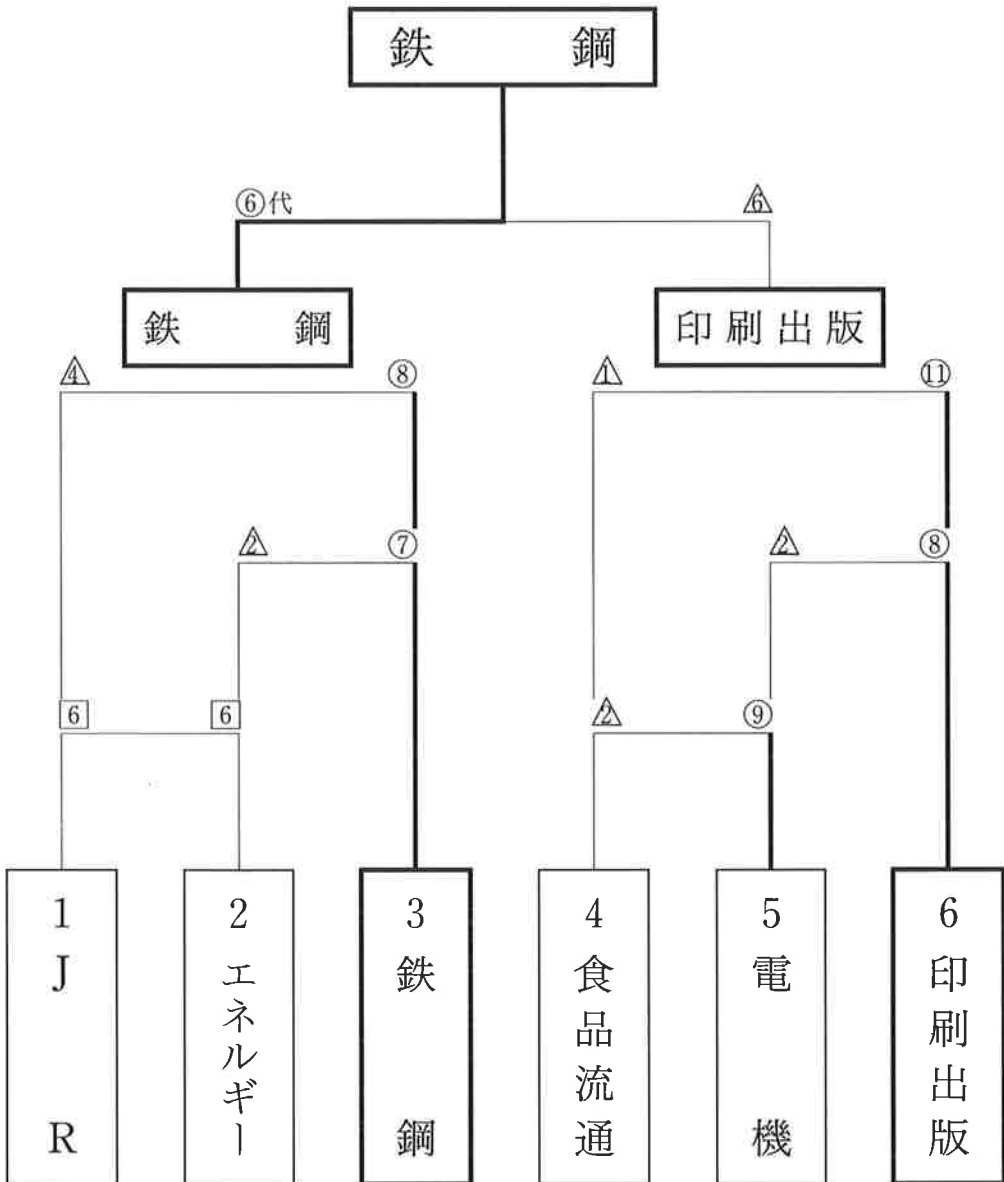 鉄鋼
⑥代 6
鉄鋼 印刷出版
4 ⑧ 1 ⑪
2 ⑦ 2 ⑧
6 6 2 ⑨
1 JR
2 エネルギー
3 鉄鋼
4 食品流通
5 電機
6 印刷出版